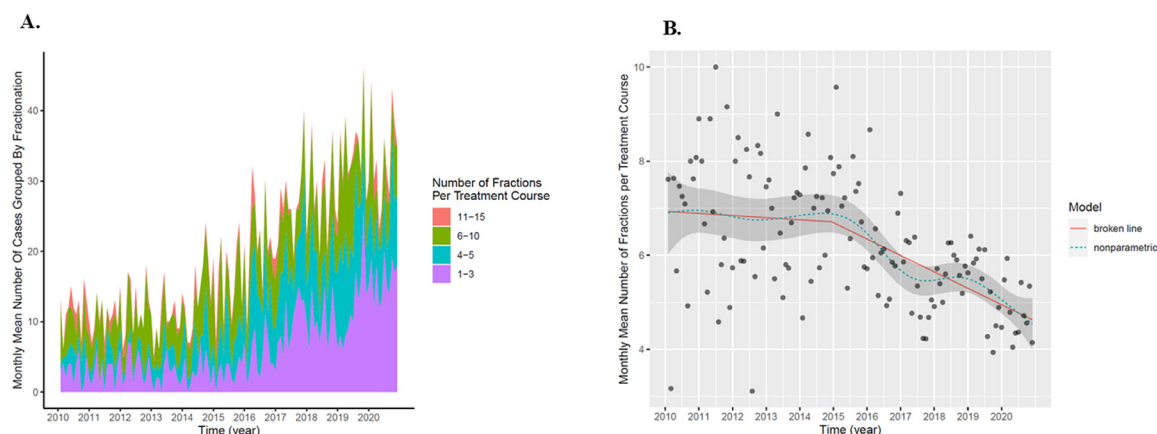 A.
Monthly Mean Number Of Cases Grouped By Fractionation
40
30
20
10
0
2010 2011 2012 2013 2014 2015 2016 2017 2018 2019 2020
Time (year)
Number of Fractions
Per Treatment Course
11-15
6-10
4-5
1-3
B.
Monthly Mean Number of Fractions per Treatment Course
10
8
6
4
2010 2011 2012 2013 2014 2015 2016 2017 2018 2019 2020
Time (year)
Model
broken line
nonparametric